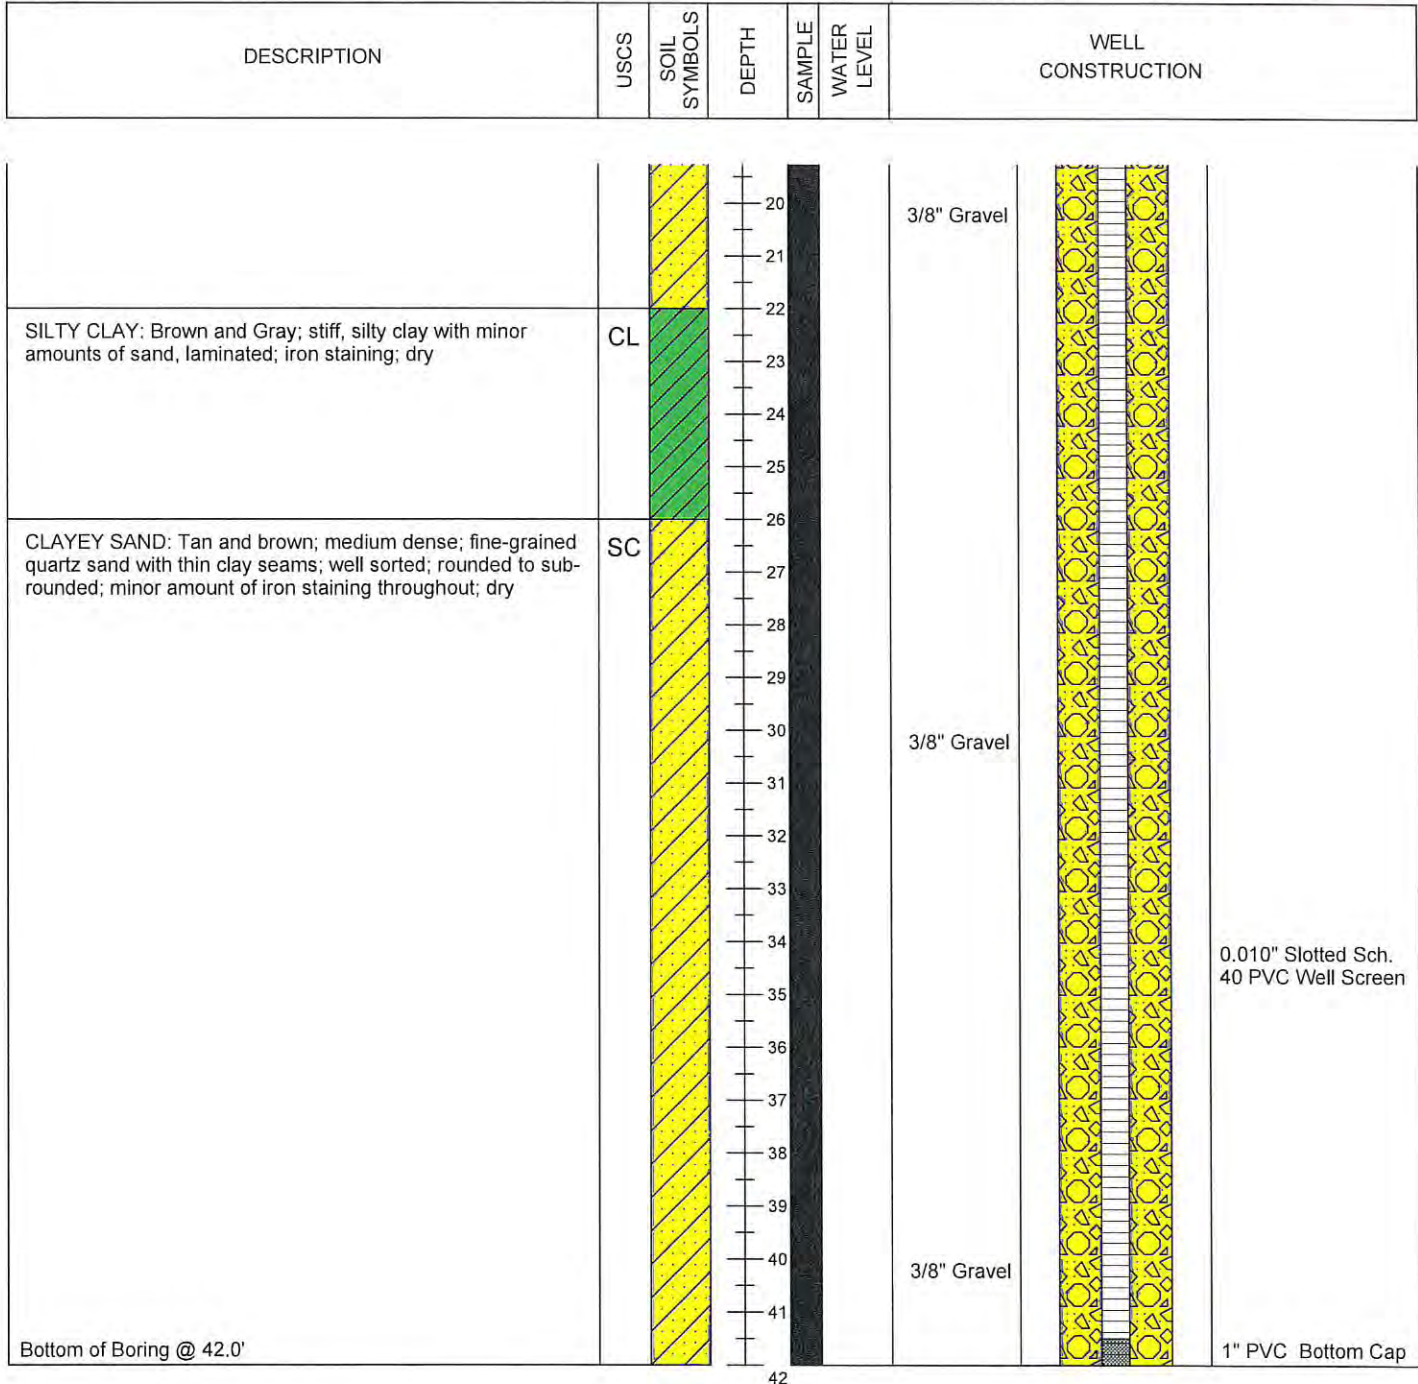 DESCRIPTION
USCS
SOIL
SYMBOLS
DEPTH
SAMPLE
WATER
LEVEL
WELL
CONSTRUCTION
20
3/8" Gravel
21
22
SILTY CLAY: Brown and Gray; stiff, silty clay with minor
amounts of sand, laminated; iron staining; dry
CL
23
24
25
26
CLAYEY SAND: Tan and brown; medium dense; fine-grained
quartz sand with thin clay seams; well sorted; rounded to sub-
rounded; minor amount of iron staining throughout; dry
SC
27
28
29
30
3/8" Gravel
31
32
33
34
0.010" Slotted Sch.
40 PVC Well Screen
35
36
37
38
39
40
3/8" Gravel
41
Bottom of Boring @ 42.0'
1" PVC Bottom Cap
42